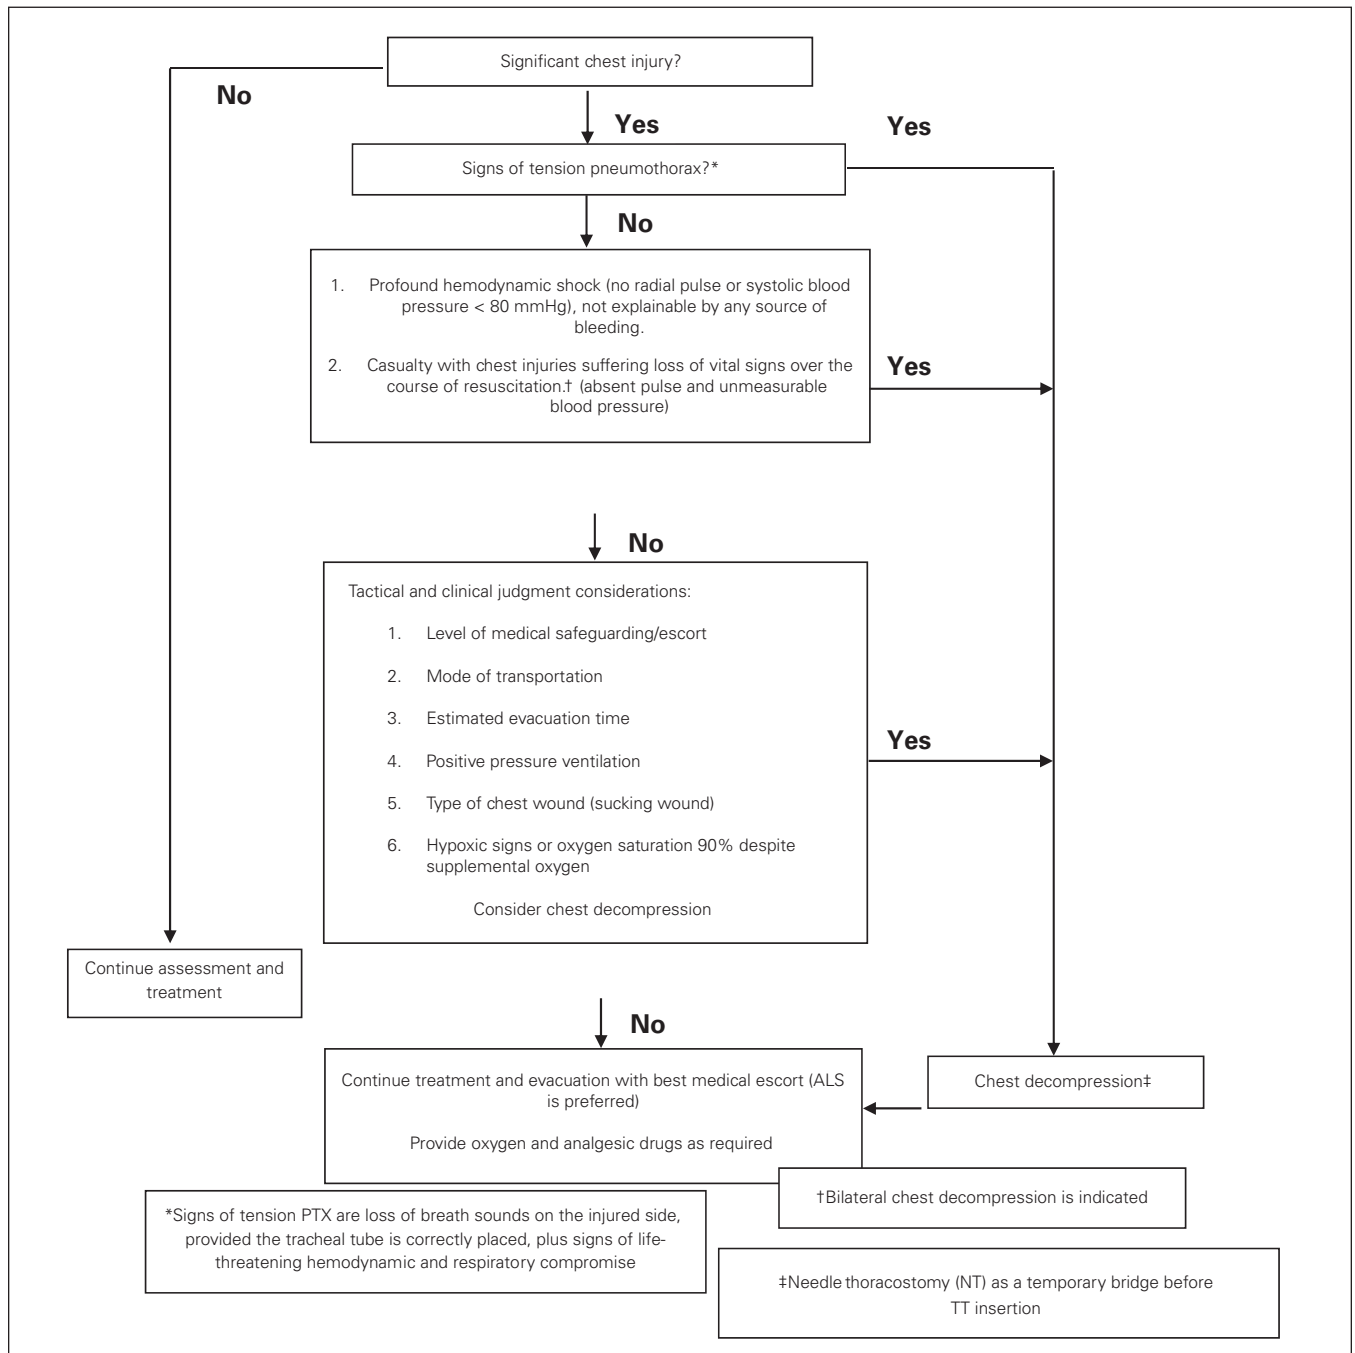 Significant chest injury?
No
Yes
Yes
Signs of tension pneumothorax?*
No
1. Profound hemodynamic shock (no radial pulse or systolic blood
pressure < 80 mmHg), not explainable by any source of
bleeding.
2. Casualty with chest injuries suffering loss of vital signs over the
course of resuscitation.† (absent pulse and unmeasurable
blood pressure)
Yes
No
Tactical and clinical judgment considerations:
1. Level of medical safeguarding/escort
2. Mode of transportation
3. Estimated evacuation time
4. Positive pressure ventilation
5. Type of chest wound (sucking wound)
6. Hypoxic signs or oxygen saturation 90% despite
supplemental oxygen
Consider chest decompression
Yes
Continue assessment and
treatment
No
Continue treatment and evacuation with best medical escort (ALS
is preferred)
Provide oxygen and analgesic drugs as required
Chest decompression‡
†Bilateral chest decompression is indicated
*Signs of tension PTX are loss of breath sounds on the injured side,
provided the tracheal tube is correctly placed, plus signs of life-
threatening hemodynamic and respiratory compromise
‡Needle thoracostomy (NT) as a temporary bridge before
TT insertion